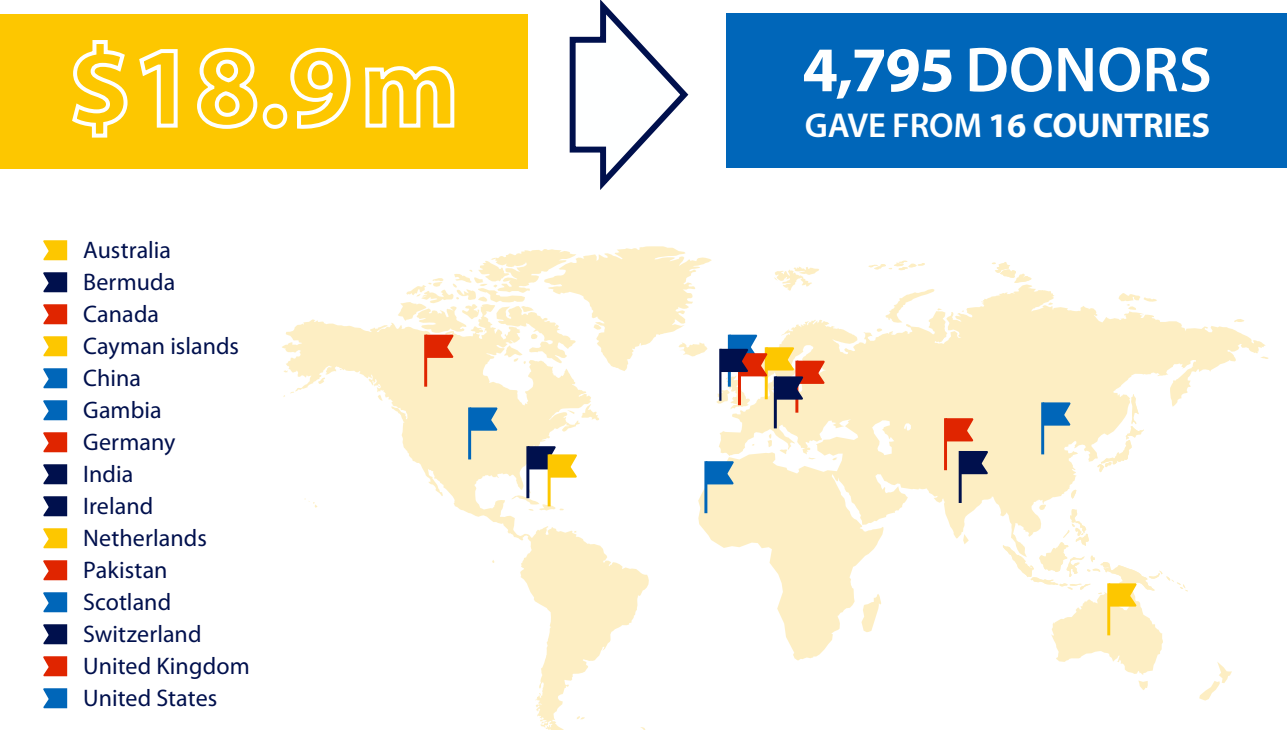 $18.9m
4,795 DONORS
GAVE FROM 16 COUNTRIES
Australia
Bermuda
Canada
Cayman islands
China
Gambia
Germany
India
Ireland
Netherlands
Pakistan
Scotland
Switzerland
United Kingdom
United States